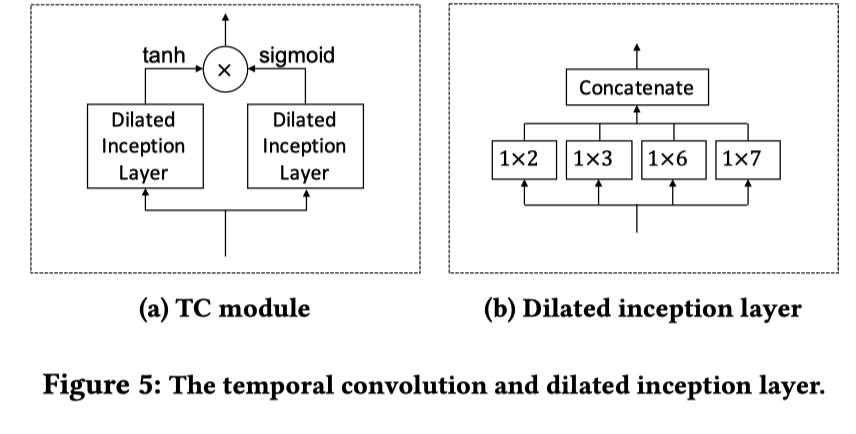 tanh
×
sigmoid
Dilated
Inception
Layer
Dilated
Inception
Layer
(a) TC module
Concatenate
1×2
1×3
1×6
1×7
(b) Dilated inception layer
Figure 5: The temporal convolution and dilated inception layer.